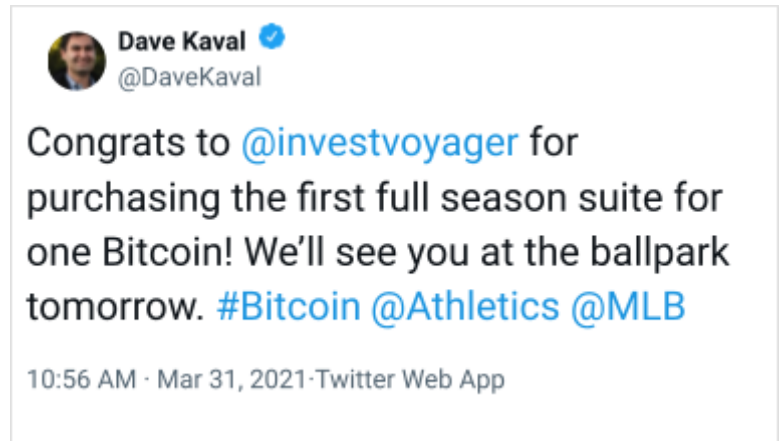 Dave Kaval
@DaveKaval
Congrats to @investvoyager for
purchasing the first full season suite for
one Bitcoin! We’ll see you at the ballpark
tomorrow. #Bitcoin @Athletics @MLB
10:56 AM · Mar 31, 2021·Twitter Web App